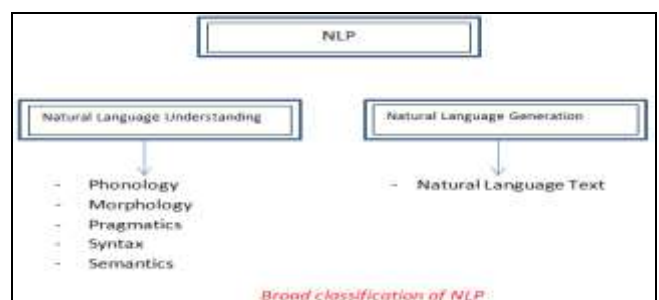 NLP
Natural Language Understanding
Natural Language Generation
- Phonology
- Morphology
- Pragmatics
- Syntax
- Semantics
- Natural Language Text
Broad classification of NLP